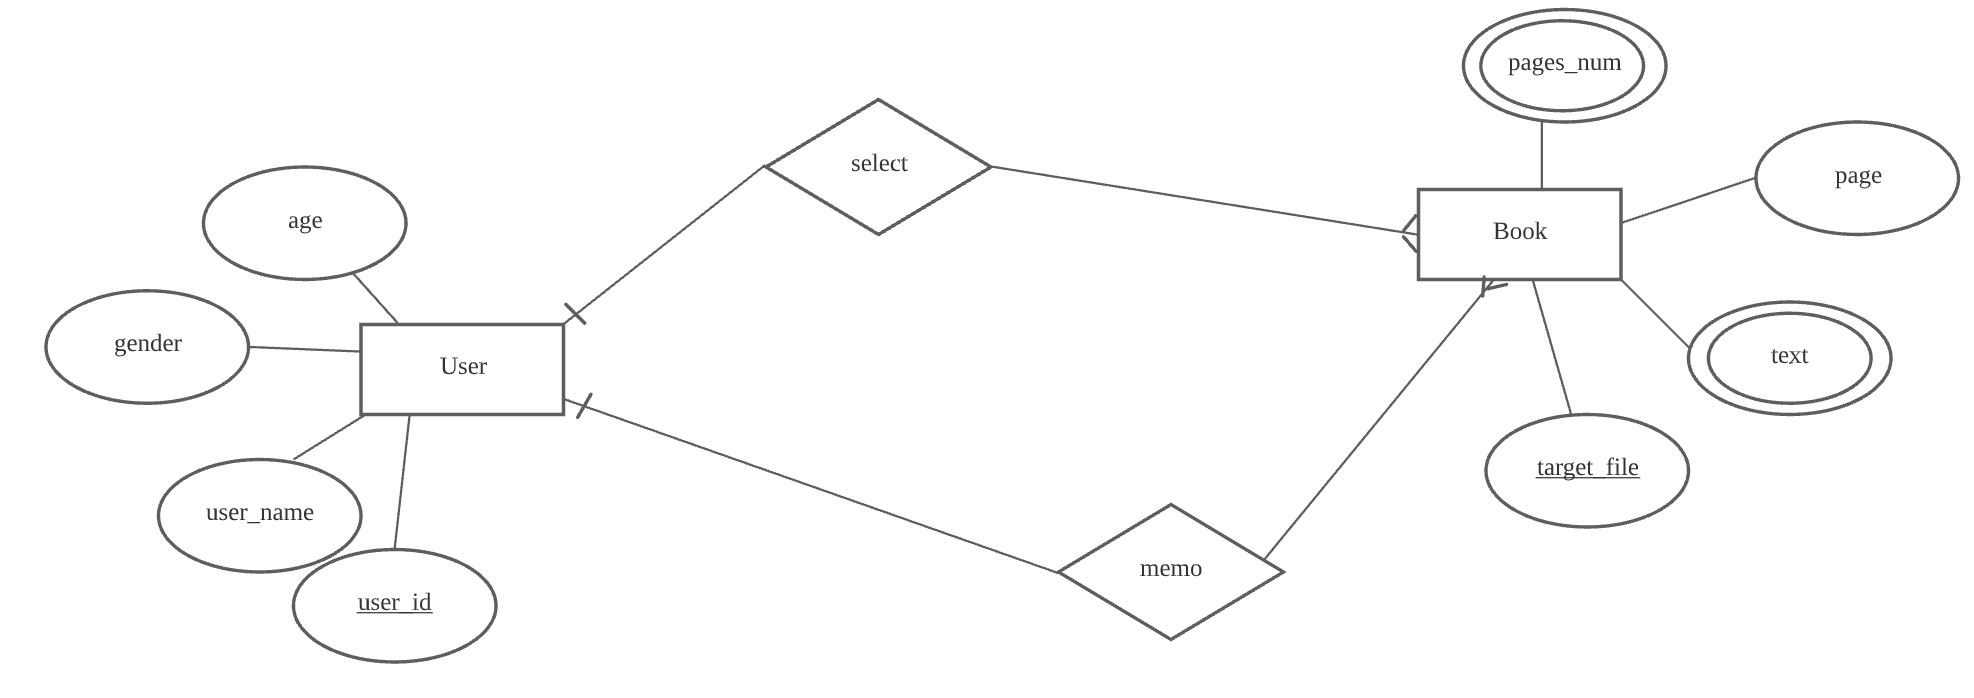 pages_num
select
page
age
Book
gender
text
User
target_file
user_name
memo
user_id